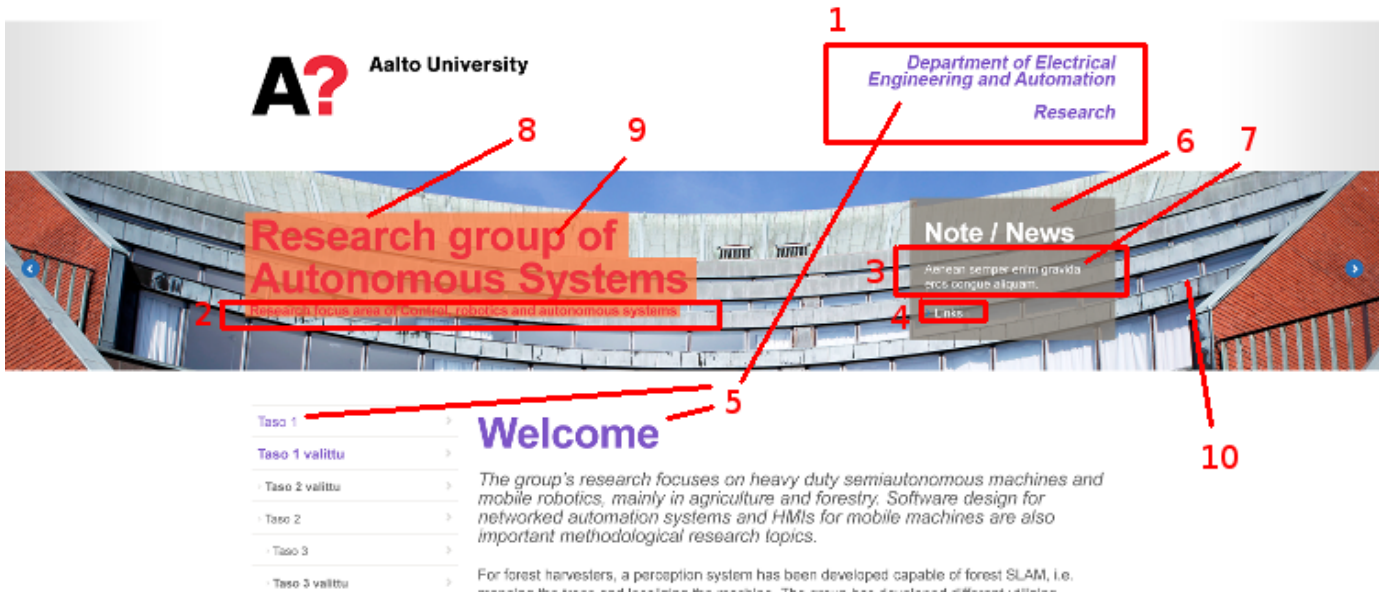 1
A? Aalto University
Department of Electrical
Engineering and Automation
Research
8
9
6
7
Research group of
Autonomous Systems
2
Research focus area of Control, robotics and autonomous systems
Note / News
3
Aenean semper enim gravida
eros congue aliquam.
4
Links
5
10
Taso 1
Taso 1 valittu
Taso 2 valittu
Taso 2
Taso 3
Taso 3 valittu
Welcome
The group's research focuses on heavy duty semiautonomous machines and
mobile robotics, mainly in agriculture and forestry. Software design for
networked automation systems and HMIs for mobile machines are also
important methodological research topics.
For forest harvesters, a perception system has been developed capable of forest SLAM, i.e.